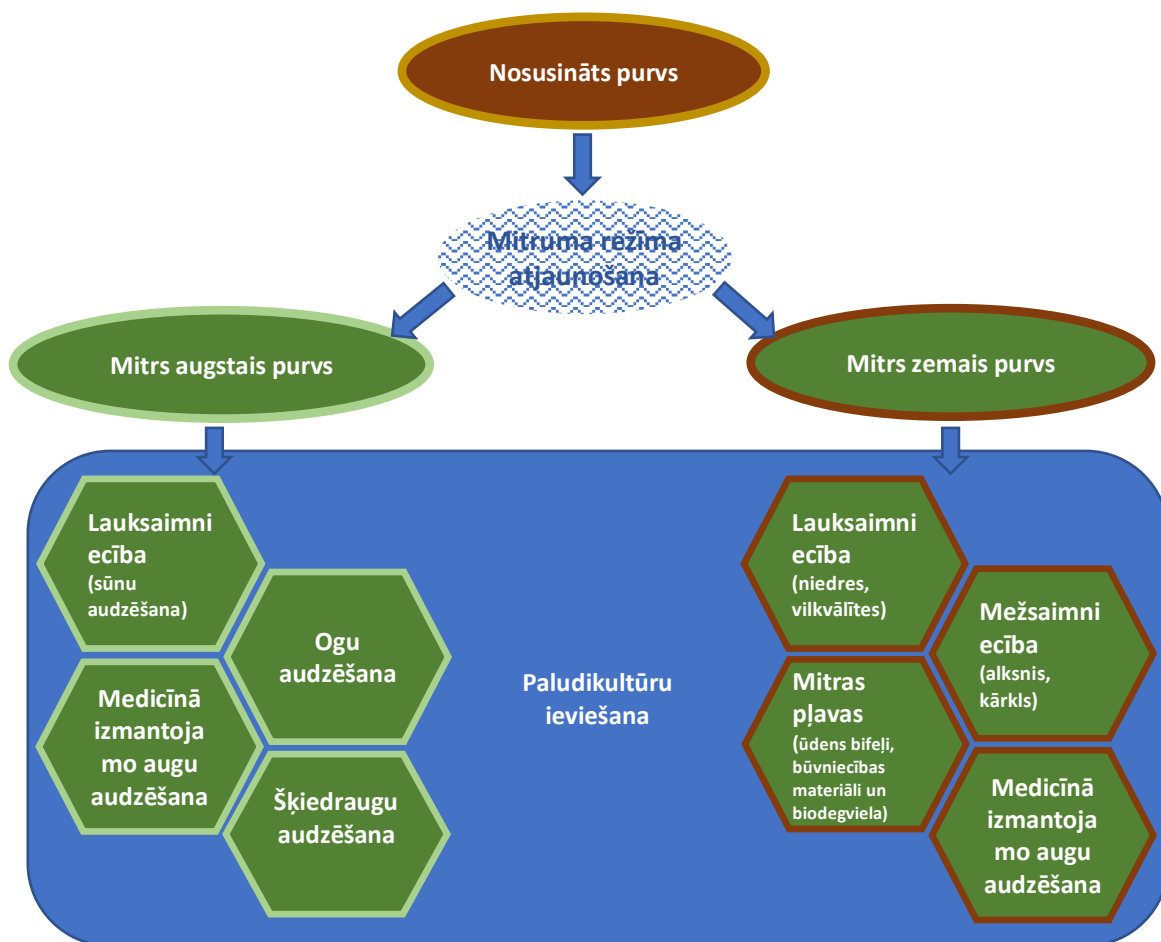 Nosusināts purvs
Mitruma režīma
atjaunošana
Mitrs augstais purvs
Mitrs zemais purvs
Lauksaimni
ecība
(sūnu
audzēšana)
Ogu
audzēšana
Medicīnā
izmantoja
mo augu
audzēšana
Šķiedraugu
audzēšana
Paludikultūru
ieviešana
Lauksaimni
ecība
(niedres,
vilkvālītes)
Mežsaimni
ecība
(alksnis,
kārkls)
Mitras
pļavas
(ūdens bifeļi,
būvniecības
materiāli un
biodegviela)
Medicīnā
izmantoja
mo augu
audzēšana